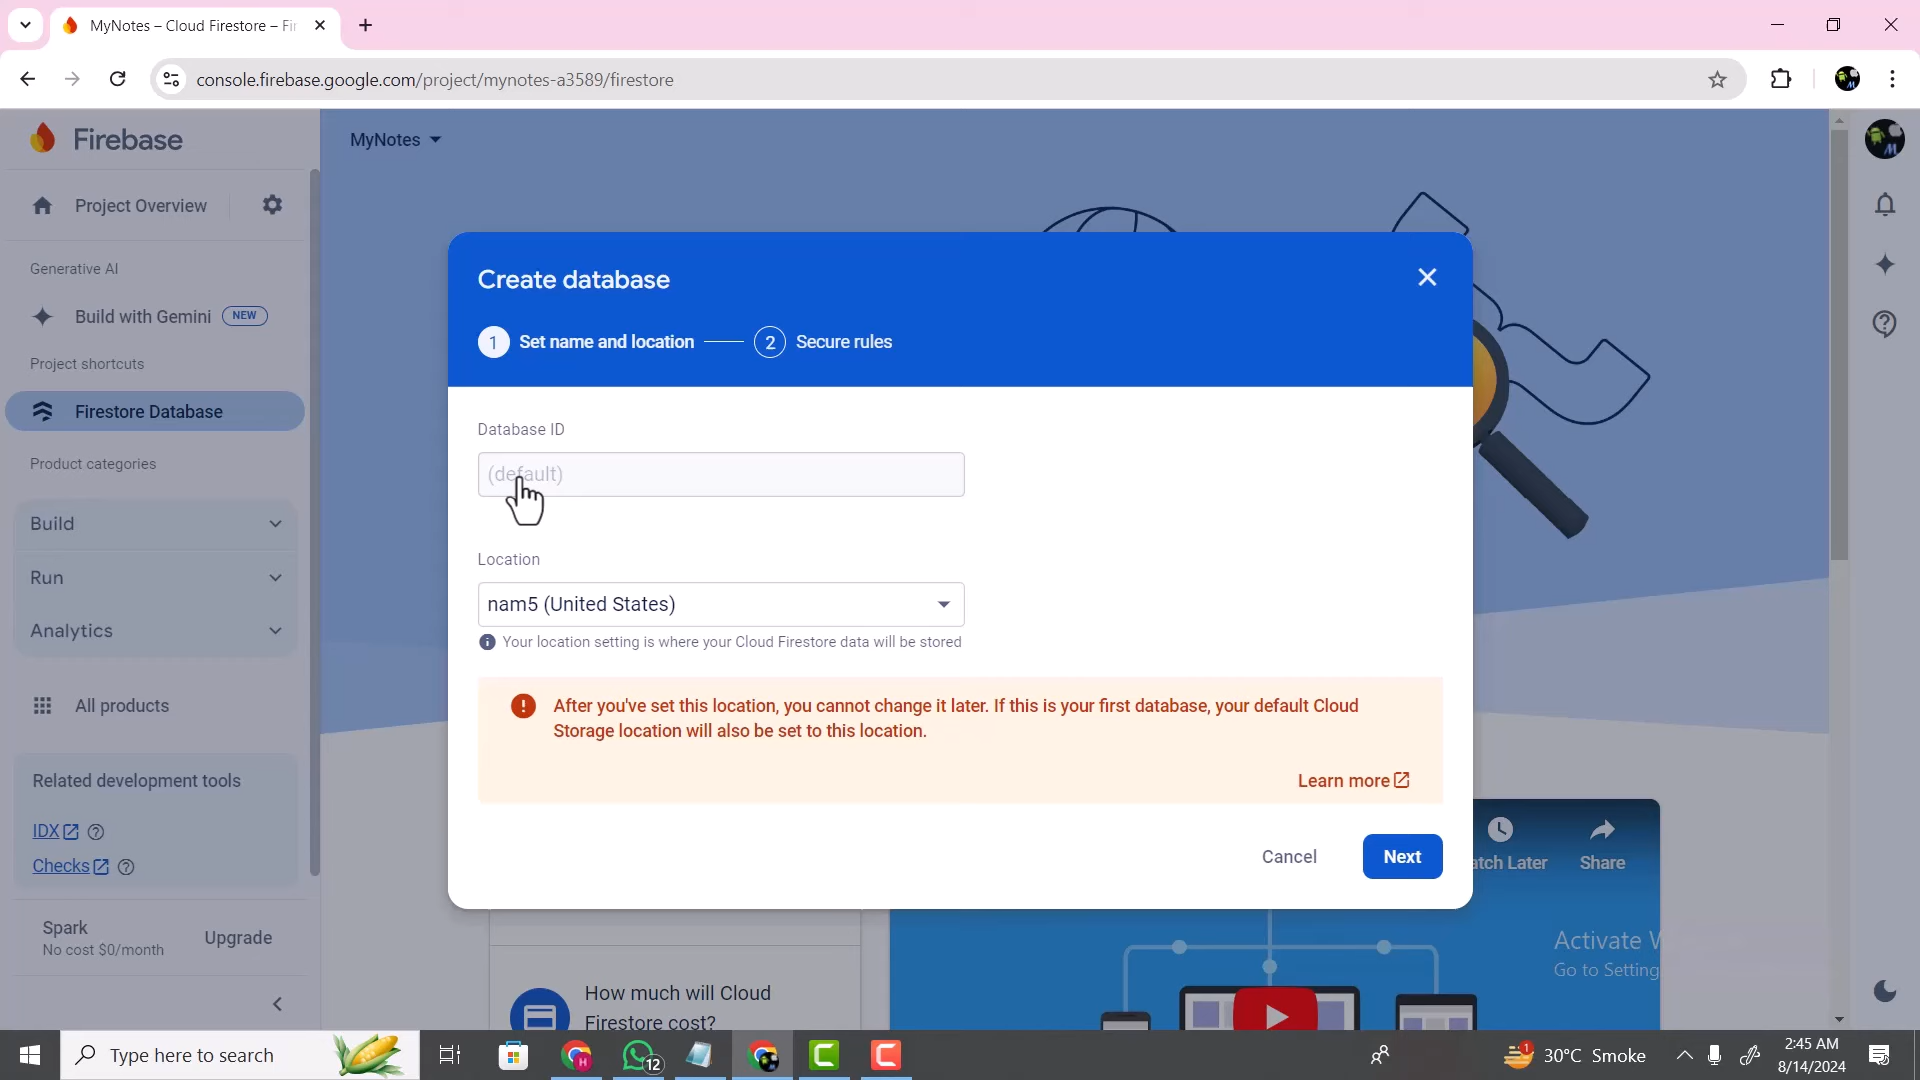 MyNotes – Cloud Firestore – Fir
console.firebase.google.com/project/mynotes-a3589/firestore
Firebase
MyNotes
Project Overview
Generative AI
Build with Gemini NEW
Project shortcuts
Firestore Database
Product categories
Build
Run
Analytics
All products
Related development tools
IDX
Checks
Spark
No cost $0/month
Upgrade
Create database
1 Set name and location 2 Secure rules
Database ID
(default)
Location
nam5 (United States)
Your location setting is where your Cloud Firestore data will be stored
After you've set this location, you cannot change it later. If this is your first database, your default Cloud
Storage location will also be set to this location.
Learn more
Cancel
Next
Later
Share
How much will Cloud
Firestore cost?
Activate
Go to Setting
Type here to search
12
H
M
1
30°C Smoke
2:45 AM
8/14/2024